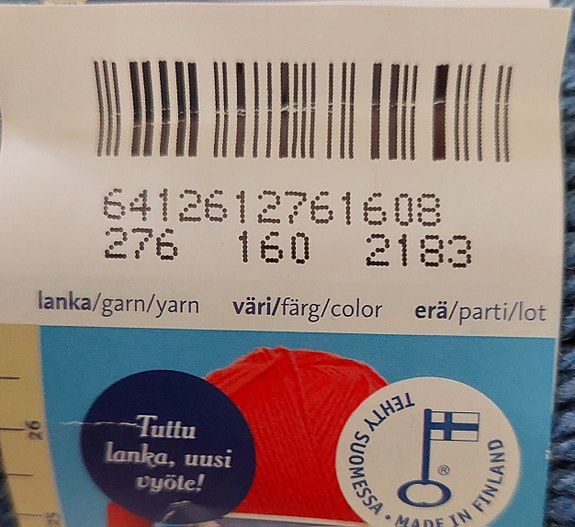 6412612761608
276 160 2183
lanka/garn/yarn väri/färg/color erä/parti/lot
26
25
Tuttu
lanka, uusi
vyöte!
TEHTY SUOMESSA • MADE IN FINLAND
®